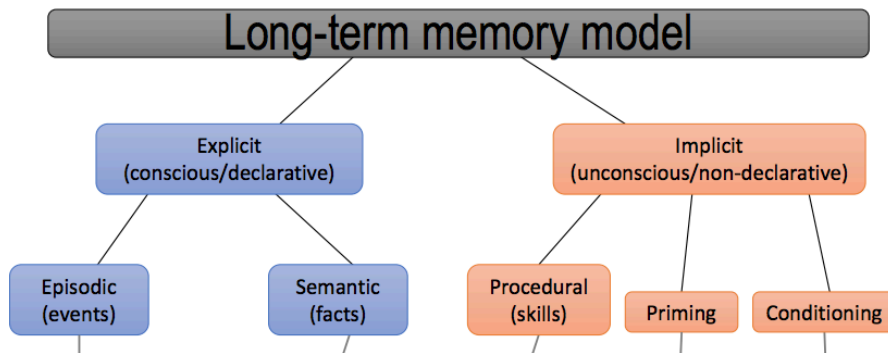 Long-term memory model
Explicit
(conscious/declarative)
Implicit
(unconscious/non-declarative)
Episodic
(events)
Semantic
(facts)
Procedural
(skills)
Priming
Conditioning